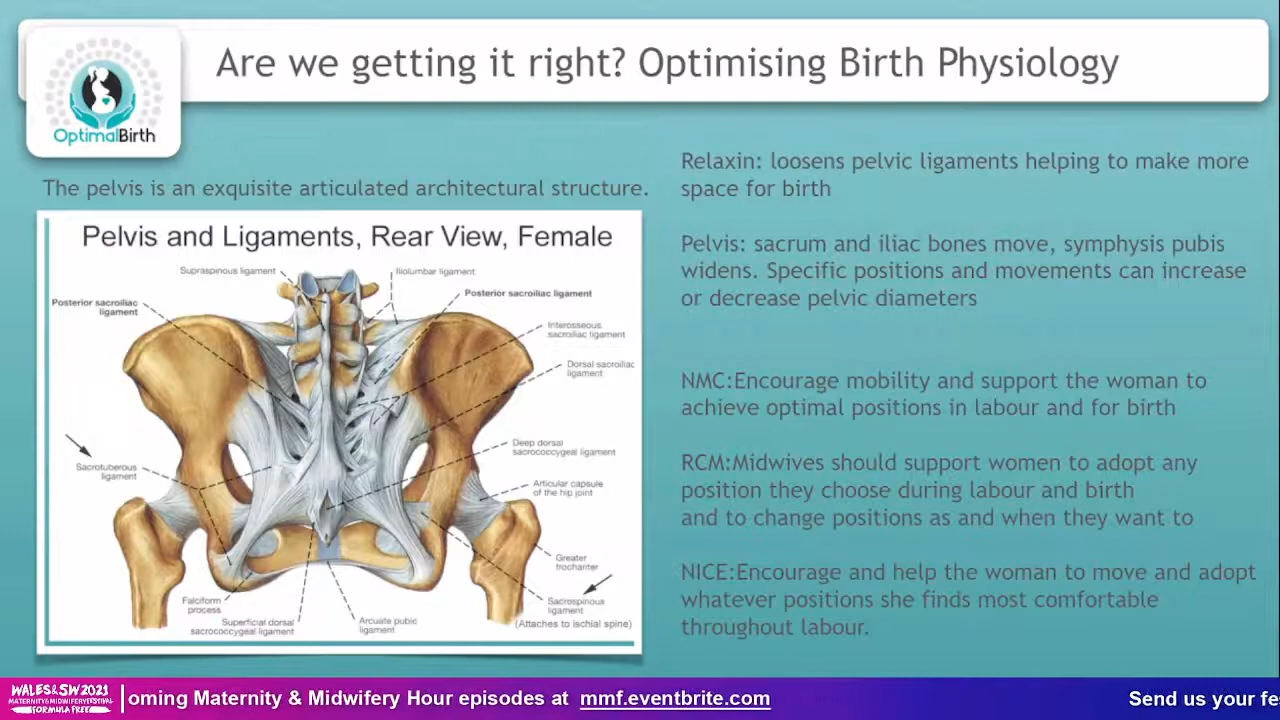 Are we getting it right? Optimising Birth Physiology
OptimalBirth
The pelvis is an exquisite articulated architectural structure.
Pelvis and Ligaments, Rear View, Female
Supraspinous ligament
Iliolumbar ligament
Posterior sacroiliac
ligament
Posterior sacroiliac ligament
Interosseous
sacroiliac ligament
Dorsal sacroiliac
ligament
Deep dorsal
sacrococcygeal ligament
Sacrotuberous
ligament
Articular capsule
of the hip joint
Greater
trochanter
Falciform
process
Sacrospinous
ligament
(Attaches to ischial spine)
Superficial dorsal
sacrococcygeal ligament
Arcuate pubic
ligament
Relaxin: loosens pelvic ligaments helping to make more
space for birth
Pelvis: sacrum and iliac bones move, symphysis pubis
widens. Specific positions and movements can increase
or decrease pelvic diameters
NMC:Encourage mobility and support the woman to
achieve optimal positions in labour and for birth
RCM:Midwives should support women to adopt any
position they choose during labour and birth
and to change positions as and when they want to
NICE:Encourage and help the woman to move and adopt
whatever positions she finds most comfortable
throughout labour.
WALES&SW2021
MATERNITY&MIDWIFERYFESTIVAL
FORMULA FREE
oming Maternity & Midwifery Hour episodes at mmf.eventbrite.com
Send us your fe